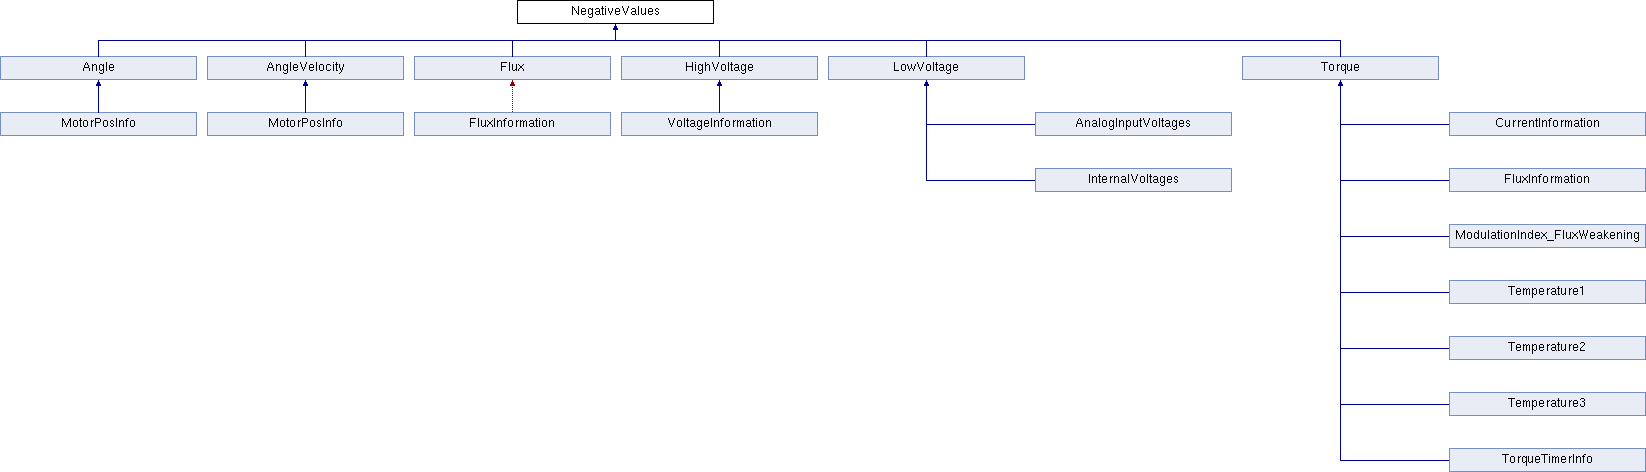 NegativeValues
Angle
AngleVelocity
Flux
HighVoltage
LowVoltage
Torque
MotorPosInfo
MotorPosInfo
FluxInformation
VoltageInformation
AnalogInputVoltages
CurrentInformation
InternalVoltages
FluxInformation
ModulationIndex_FluxWeakening
Temperature1
Temperature2
Temperature3
TorqueTimerInfo